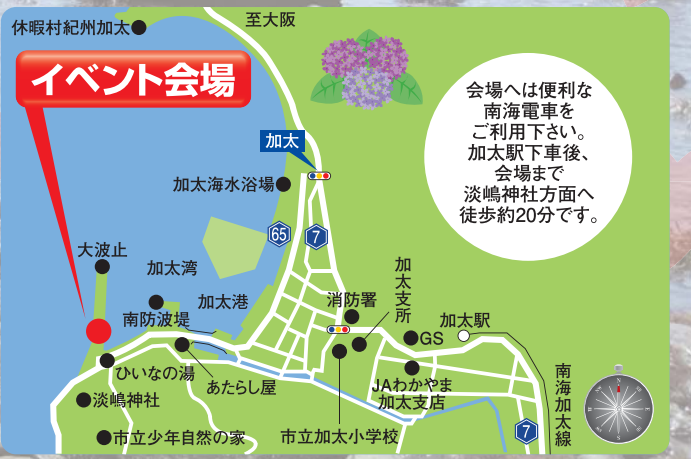 休暇村紀州加太
至大阪
イベント会場
会場へは便利な
南海電車を
ご利用下さい。
加太駅下車後、
会場まで
淡嶋神社方面へ
徒歩約20分です。
加太
加太海水浴場
65
7
大波止
加太湾
加太港
南防波堤
消防署
加太支所
GS
加太駅
ひいなの湯
あたらし屋
JAわかやま
加太支店
南海加太線
淡嶋神社
市立少年自然の家
市立加太小学校
7